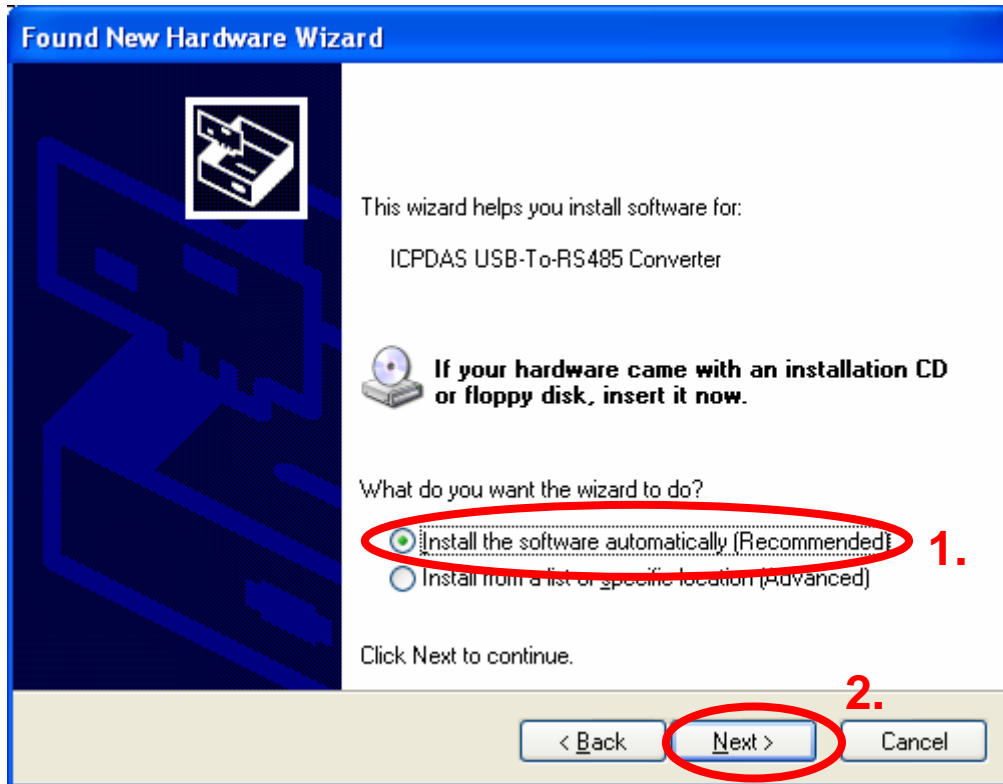 Found New Hardware Wizard
This wizard helps you install software for:
ICPDAS USB-To-RS485 Converter
If your hardware came with an installation CD
or floppy disk, insert it now.
What do you want the wizard to do?
Install the software automatically (Recommended)
1.
Install from a list or specific location (Advanced)
Click Next to continue.
2.
< Back
Next >
Cancel